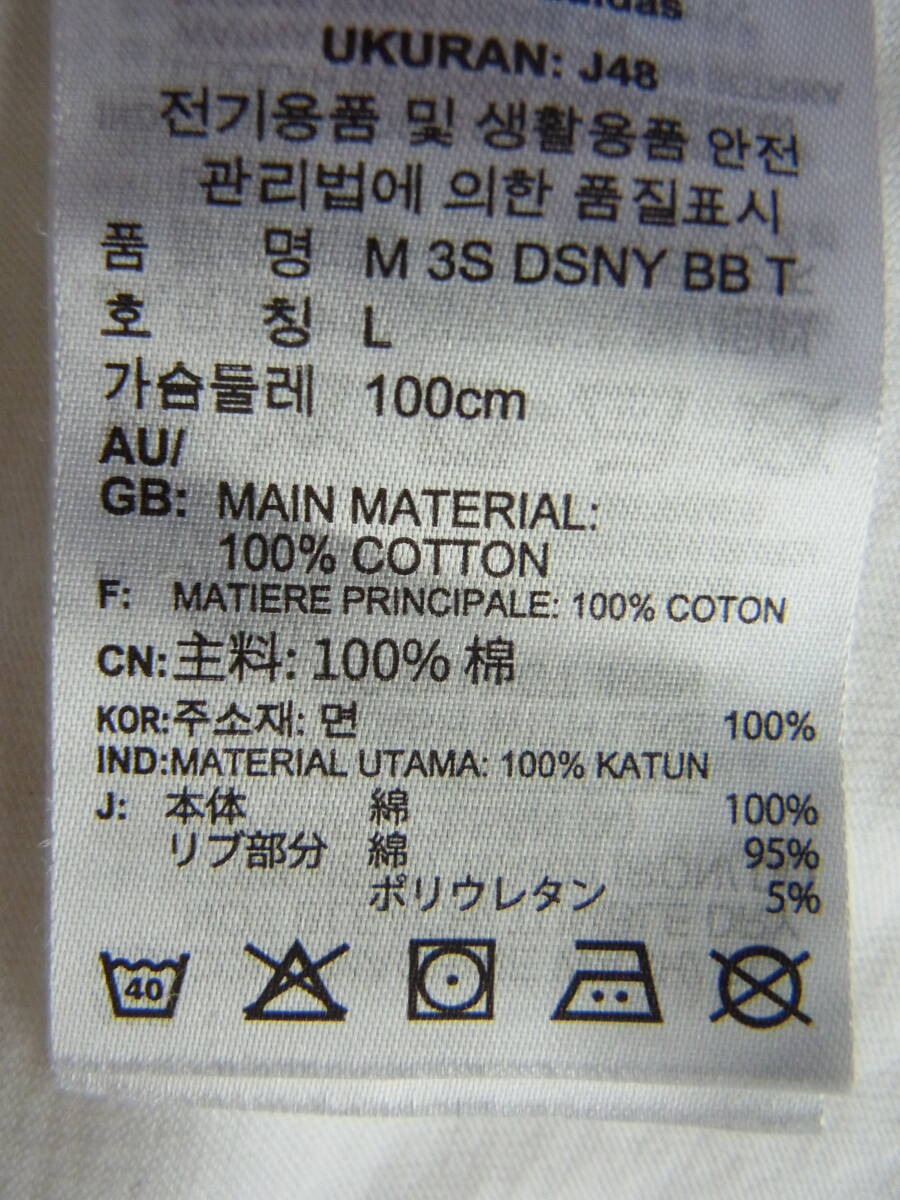 UKURAN: J48
전기용품 및 생활용품 안전
관리법에 의한 품질표시
품 명 M 3S DSNY BB T
호 칭 L
가슴둘레 100cm
AU/
GB: MAIN MATERIAL:
100% COTTON
F: MATIERE PRINCIPALE: 100% COTON
CN:主料: 100% 棉
KOR:주소재: 면 100%
IND:MATERIAL UTAMA: 100% KATUN
J: 本体 綿 100%
リブ部分 綿 95%
ポリウレタン 5%
40